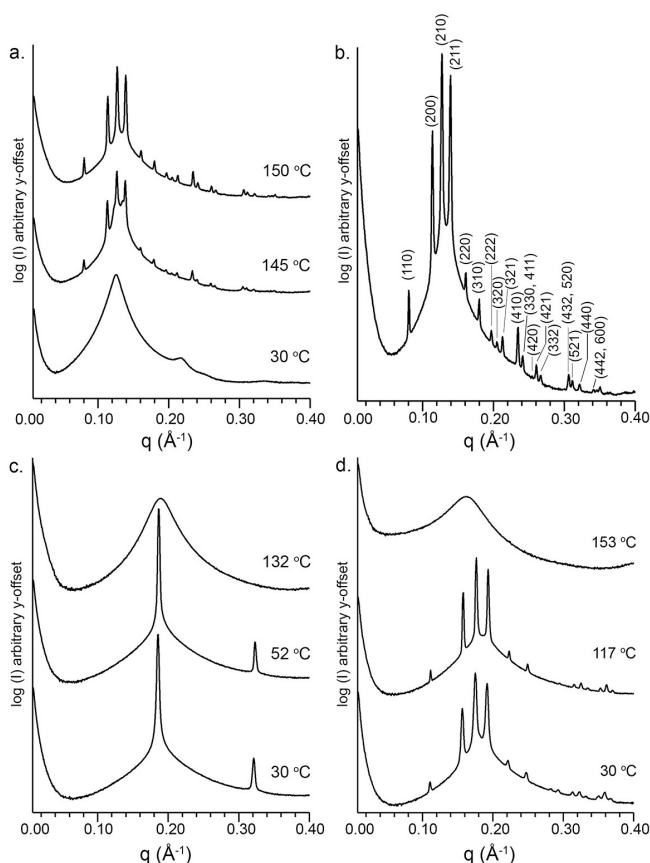 a.
log (I) arbitrary y-offset
150 °C
145 °C
30 °C
0.00 0.10 0.20 0.30 0.40
q (Å-1)
b.
log (I) arbitrary y-offset
(110)
(200)
(210)
(211)
(220)
(310)
(222)
(320)
(321)
(410)
(330, 411)
(420)
(421)
(332)
(432, 520)
(521)
(440)
(442, 600)
0.10 0.20 0.30 0.40
q (Å-1)
c.
log (I) arbitrary y-offset
132 °C
52 °C
30 °C
0.00 0.10 0.20 0.30 0.40
q (Å-1)
d.
log (I) arbitrary y-offset
153 °C
117 °C
30 °C
0.00 0.10 0.20 0.30 0.40
q (Å-1)